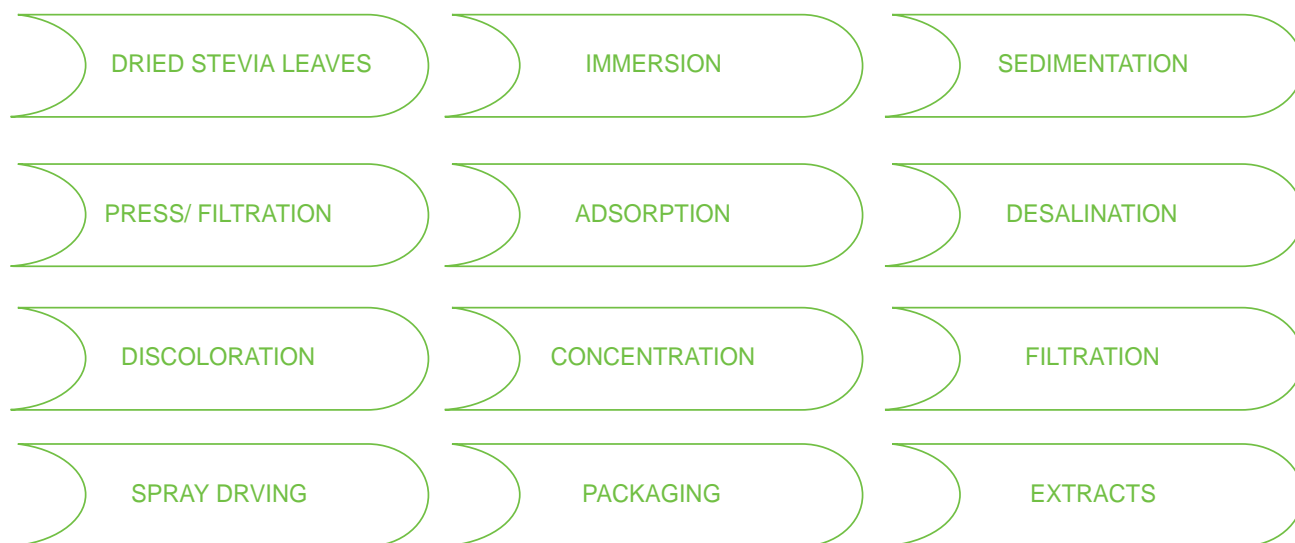 DRIED STEVIA LEAVES
IMMERSION
SEDIMENTATION
PRESS/ FILTRATION
ADSORPTION
DESALINATION
DISCOLORATION
CONCENTRATION
FILTRATION
SPRAY DRVING
PACKAGING
EXTRACTS